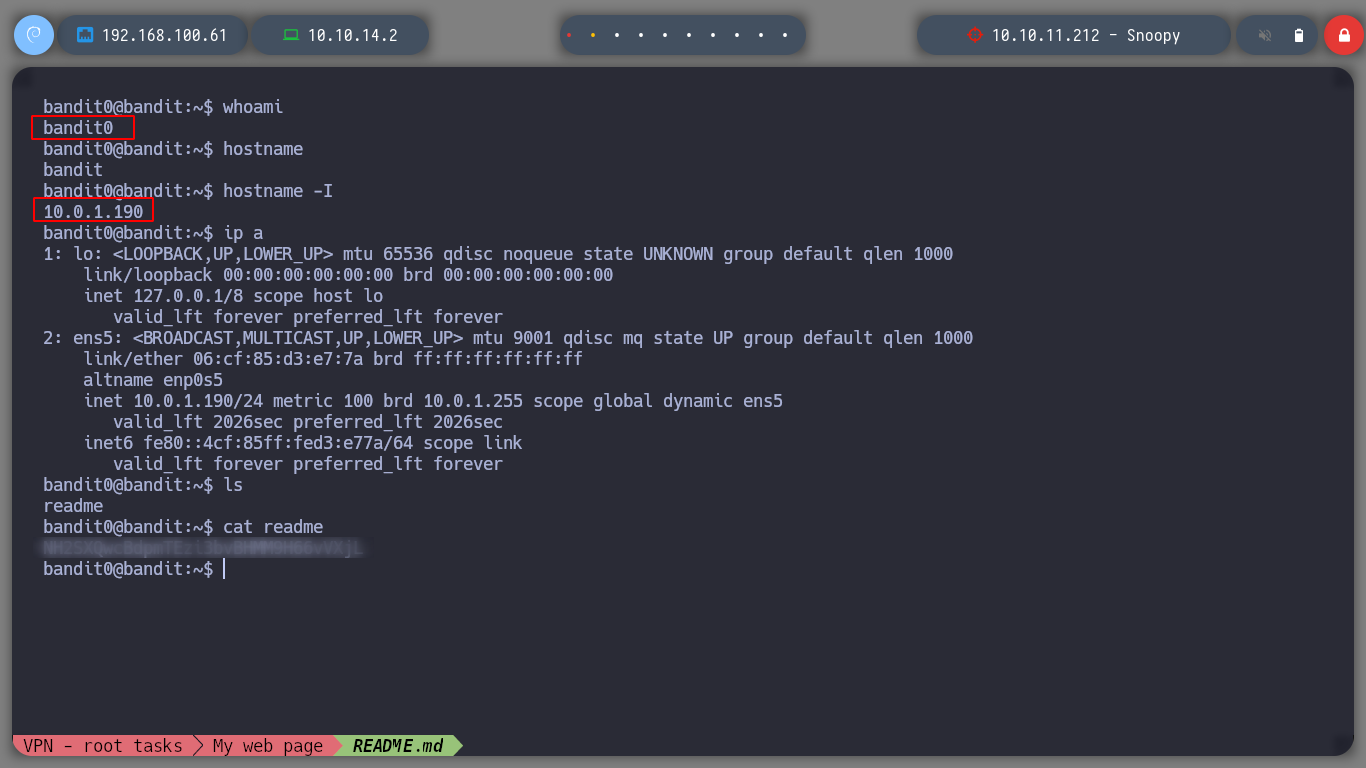 192.168.100.61
10.10.14.2
10.10.11.212 - Snoopy
bandit0@bandit:~$ whoami
bandit0
bandit0@bandit:~$ hostname
bandit
bandit0@bandit:~$ hostname -I
10.0.1.190
bandit0@bandit:~$ ip a
1: lo: <LOOPBACK,UP,LOWER_UP> mtu 65536 qdisc noqueue state UNKNOWN group default qlen 1000
    link/loopback 00:00:00:00:00:00 brd 00:00:00:00:00:00
    inet 127.0.0.1/8 scope host lo
       valid_lft forever preferred_lft forever
2: ens5: <BROADCAST,MULTICAST,UP,LOWER_UP> mtu 9001 qdisc mq state UP group default qlen 1000
    link/ether 06:cf:85:d3:e7:7a brd ff:ff:ff:ff:ff:ff
    altname enp0s5
    inet 10.0.1.190/24 metric 100 brd 10.0.1.255 scope global dynamic ens5
       valid_lft 2026sec preferred_lft 2026sec
    inet6 fe80::4cf:85ff:fed3:e77a/64 scope link
       valid_lft forever preferred_lft forever
bandit0@bandit:~$ ls
readme
bandit0@bandit:~$ cat readme
bandit0@bandit:~$
VPN - root tasks
My web page
README.md